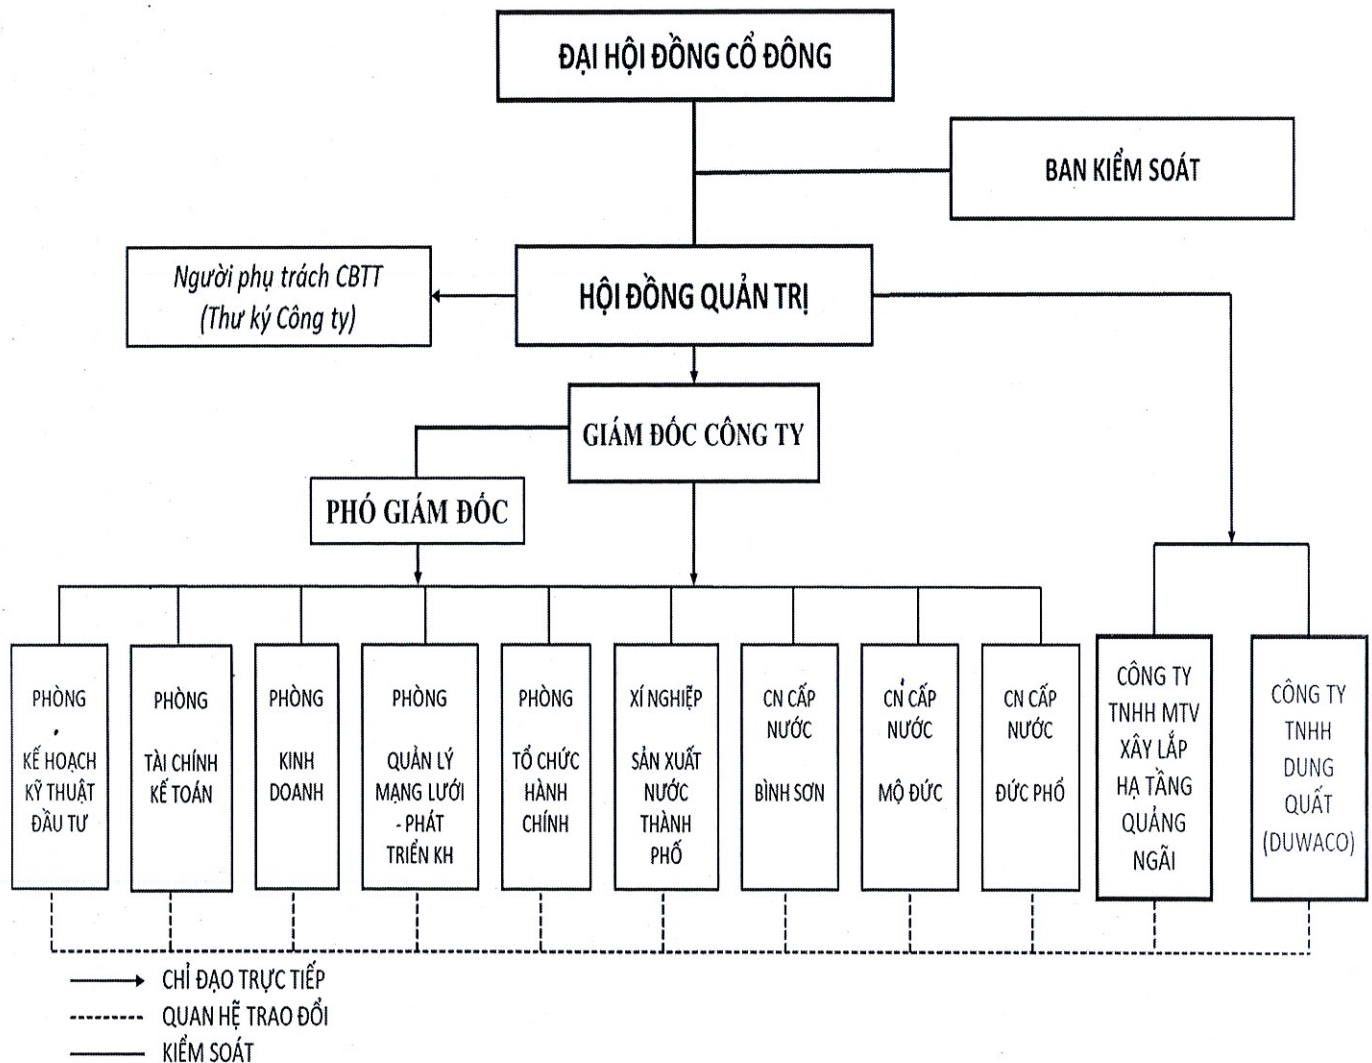 ĐẠI HỘI ĐỒNG CỔ ĐÔNG
BAN KIỂM SOÁT
Người phụ trách CBTT
(Thư ký Công ty)
HỘI ĐỒNG QUẢN TRỊ
GIÁM ĐỐC CÔNG TY
PHÓ GIÁM ĐỐC
PHÒNG
KẾ HOẠCH
KỸ THUẬT
ĐẦU TƯ
PHÒNG
TÀI CHÍNH
KẾ TOÁN
PHÒNG
KINH
DOANH
PHÒNG
QUẢN LÝ
MẠNG LƯỚI
- PHÁT
TRIỂN KH
PHÒNG
TỔ CHỨC
HÀNH
CHÍNH
XÍ NGHIỆP
SẢN XUẤT
NƯỚC
THÀNH
PHỐ
CN CẤP
NƯỚC
BÌNH SƠN
CN CẤP
NƯỚC
MỘ ĐỨC
CN CẤP
NƯỚC
ĐỨC PHỔ
CÔNG TY
TNHH MTV
XÂY LẮP
HẠ TẦNG
QUẢNG
NGÃI
CÔNG TY
TNHH
DUNG
QUẤT
(DUWACO)
CHỈ ĐẠO TRỰC TIẾP
QUAN HỆ TRAO ĐỔI
KIỂM SOÁT